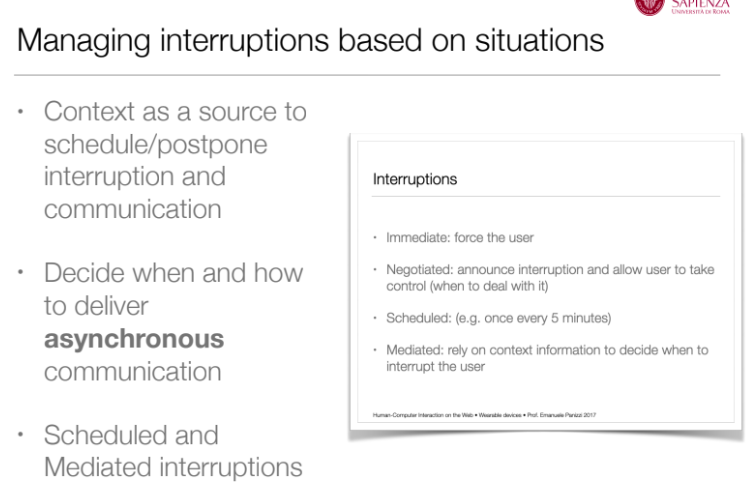 SAPIENZA
UNIVERSITÀ DI ROMA
Managing interruptions based on situations
• Context as a source to
schedule/postpone
interruption and
communication
• Decide when and how
to deliver
asynchronous
communication
• Scheduled and
Mediated interruptions
Interruptions
• Immediate: force the user
• Negotiated: announce interruption and allow user to take
control (when to deal with it)
• Scheduled: (e.g. once every 5 minutes)
• Mediated: rely on context information to decide when to
interrupt the user
Human-Computer Interaction on the Web • Wearable devices • Prof. Emanuele Panizzi 2017